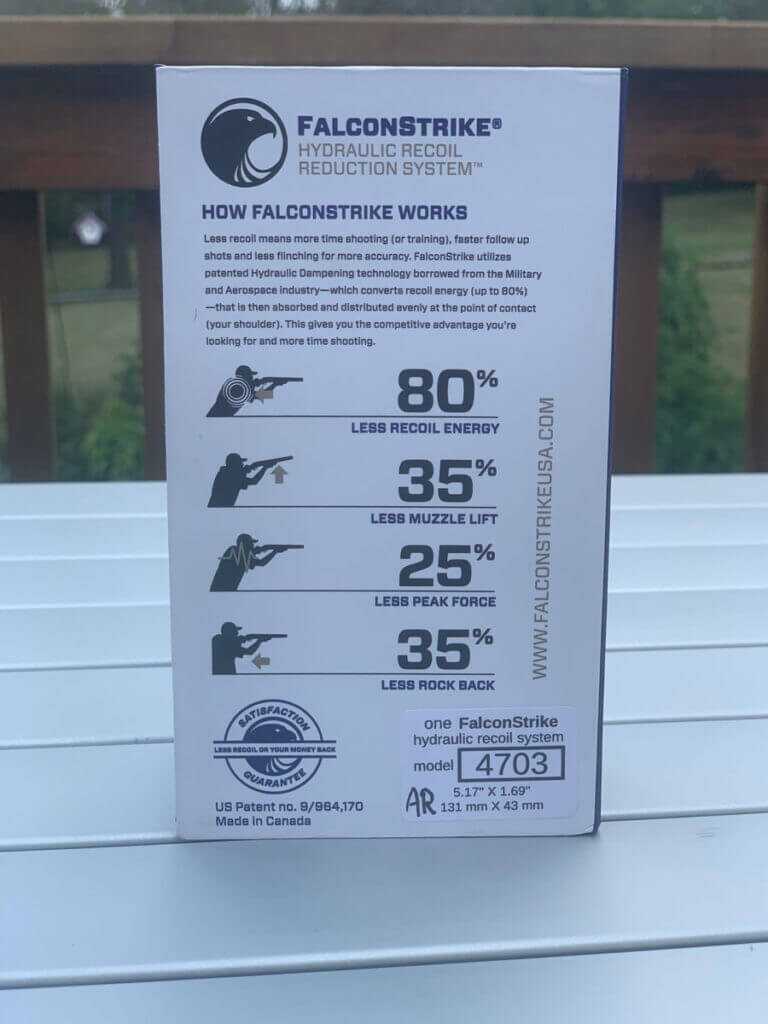 FALCONSTRIKE®
HYDRAULIC RECOIL
REDUCTION SYSTEM™
HOW FALCONSTRIKE WORKS
Less recoil means more time shooting (or training), faster follow up
shots and less flinching for more accuracy. FalconStrike utilizes
patented Hydraulic Dampening technology borrowed from the Military
and Aerospace industry—which converts recoil energy (up to 80%)
—that is then absorbed and distributed evenly at the point of contact
(your shoulder). This gives you the competitive advantage you're
looking for and more time shooting.
80%
LESS RECOIL ENERGY
35%
LESS MUZZLE LIFT
25%
LESS PEAK FORCE
35%
LESS ROCK BACK
WWW.FALCONSTRIKEUSA.COM
SATISFACTION
LESS RECOIL OR YOUR MONEY BACK
GUARANTEE
US Patent no. 9/964,170
Made in Canada
one FalconStrike
hydraulic recoil system
model 4703
5.17" X 1.69"
AR 131 mm X 43 mm